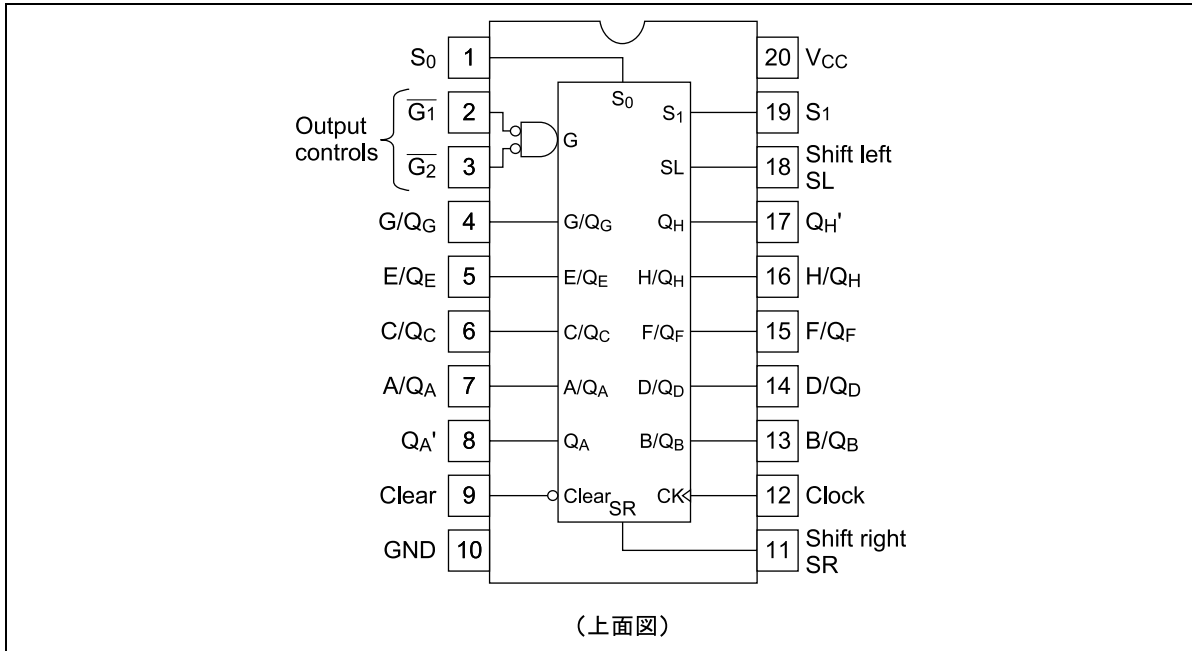 S0 1 20 VCC
S0
G1 2 S1 19 S1
Output controls G
G2 3 SL 18 Shift left SL
G/QG 4 G/QG QH 17 QH'
E/QE 5 E/QE H/QH 16 H/QH
C/QC 6 C/QC F/QF 15 F/QF
A/QA 7 A/QA D/QD 14 D/QD
QA' 8 QA B/QB 13 B/QB
Clear 9 Clear CK 12 Clock
SR
GND 10 11 Shift right SR
(上面図)